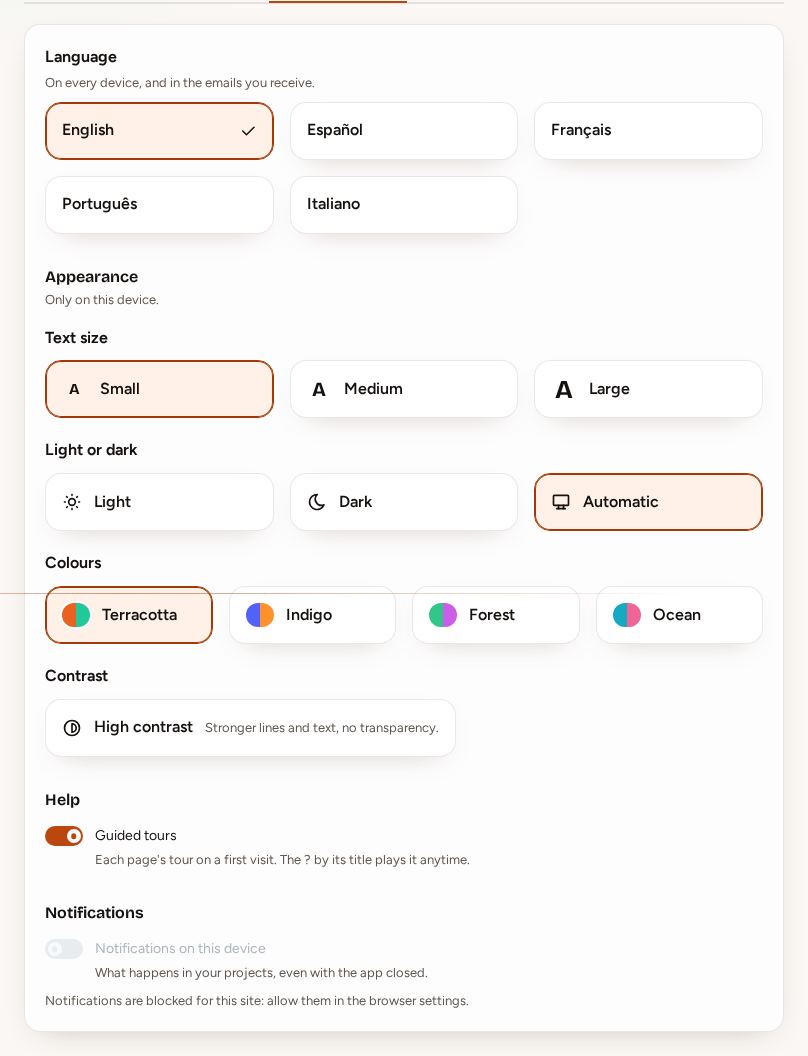 Language
On every device, and in the emails you receive.
English
Español
Français
Português
Italiano
Appearance
Only on this device.
Text size
A Small
A Medium
A Large
Light or dark
Light
Dark
Automatic
Colours
Terracotta
Indigo
Forest
Ocean
Contrast
High contrast Stronger lines and text, no transparency.
Help
Guided tours
Each page's tour on a first visit. The ? by its title plays it anytime.
Notifications
Notifications on this device
What happens in your projects, even with the app closed.
Notifications are blocked for this site: allow them in the browser settings.